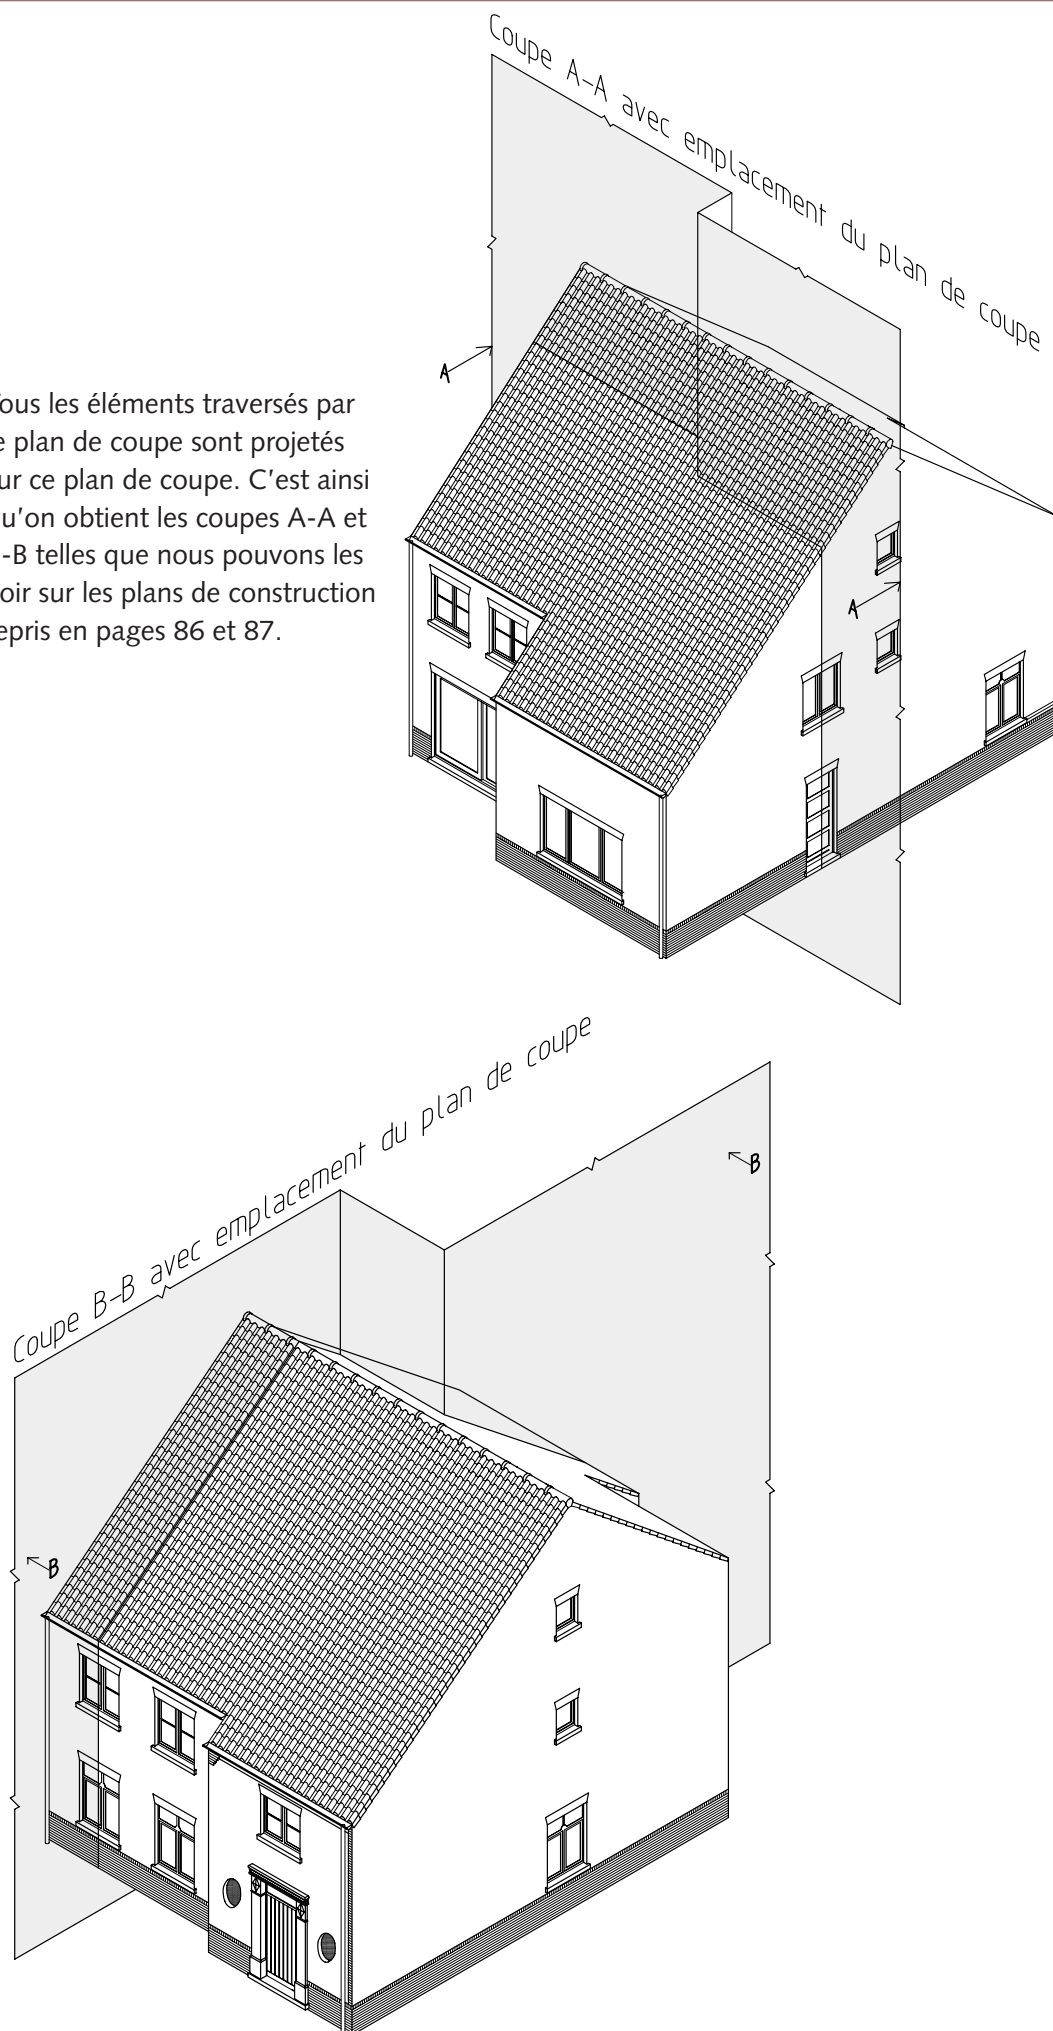 Coupe A-A avec emplacement du plan de coupe
A
ous les éléments traversés par
e plan de coupe sont projetés
ur ce plan de coupe. C'est ainsi
u'on obtient les coupes A-A et
-B telles que nous pouvons les
oir sur les plans de construction
epris en pages 86 et 87.
A
Coupe B-B avec emplacement du plan de coupe
B
B